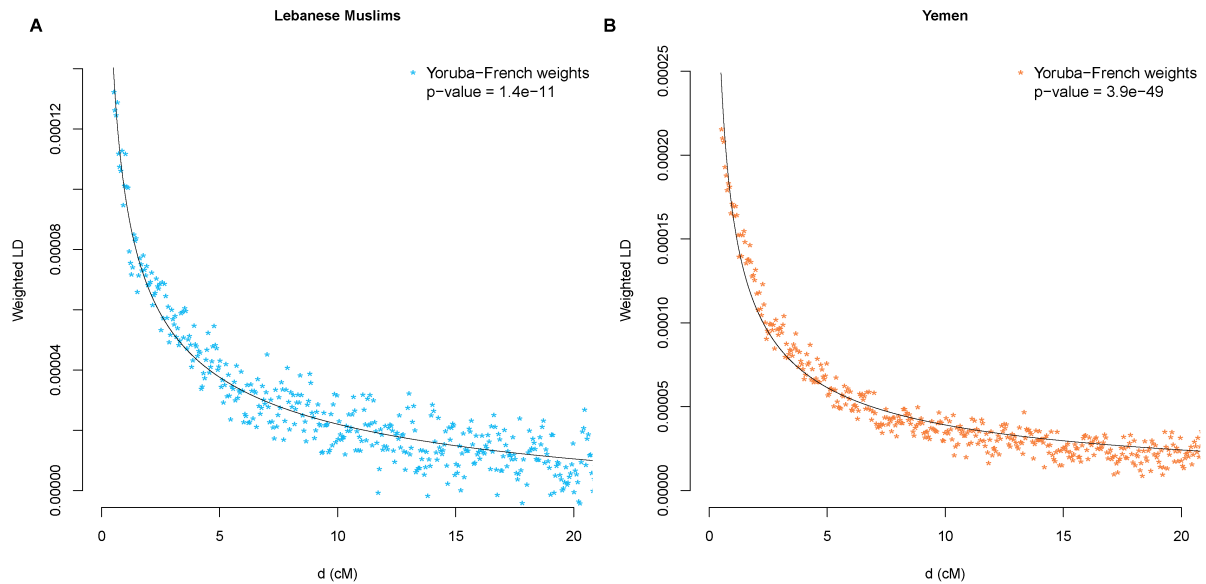 A
Lebanese Muslims
Yoruba−French weights
p−value = 1.4e−11
Weighted LD
0.00012
0.00008
0.00004
0.00000
0
5
10
15
20
d (cM)
B
Yemen
Yoruba−French weights
p−value = 3.9e−49
Weighted LD
0.00025
0.00020
0.00015
0.00010
0.00005
0.00000
0
5
10
15
20
d (cM)